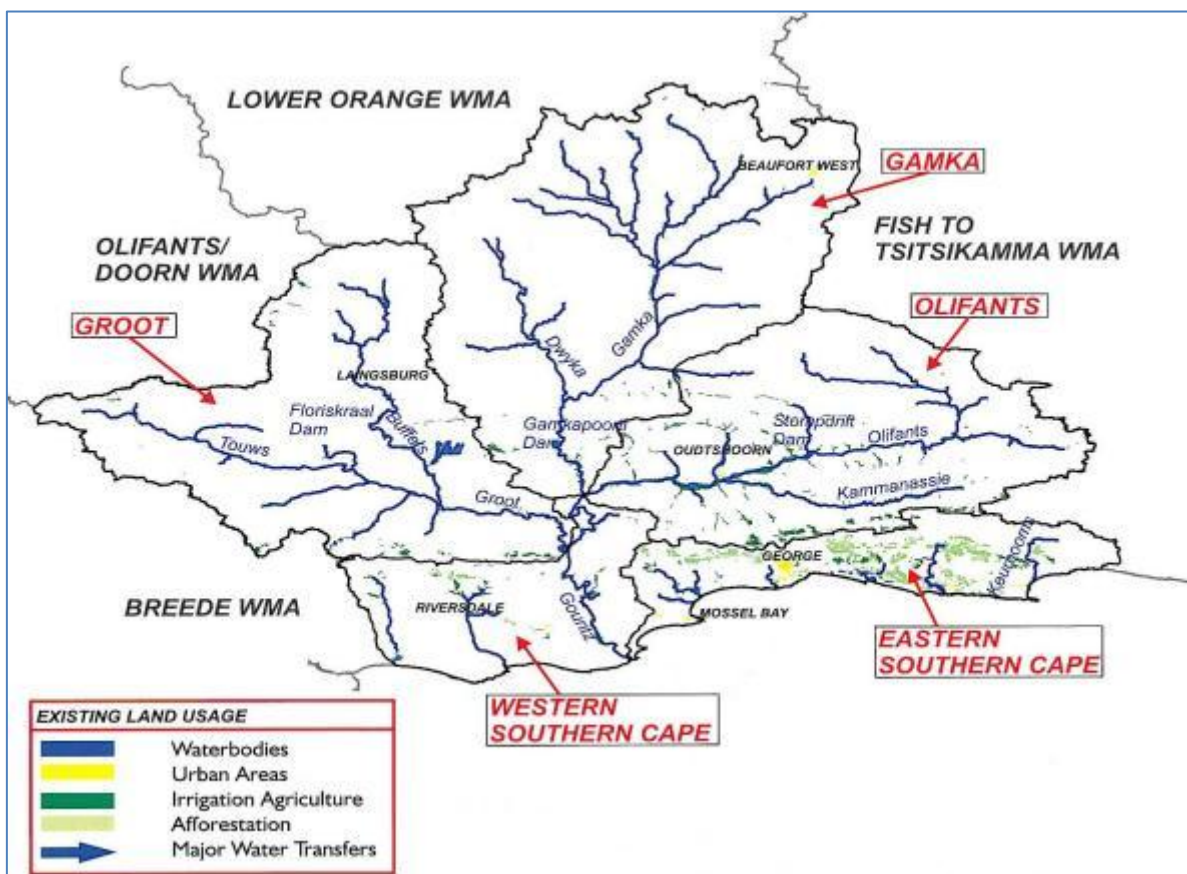 LOWER ORANGE WMA
BEAUFORT WEST
GAMKA
OLIFANTS/
DOORN WMA
FISH TO
TSITSIKAMMA WMA
GROOT
OLIFANTS
Dwyka
Gamka
LAINGSBURG
Floriskraal
Dam
Buffels
Touws
Gamkapoort
Dam
Stompdrift
Dam
OUDTSHOORN
Olifants
Kammanassie
Groot
Keurbooms
GEORGE
BREEDE WMA
RIVERSDALE
Gouritz
MOSSEL BAY
EASTERN
SOUTHERN CAPE
WESTERN
SOUTHERN CAPE
EXISTING LAND USAGE
Waterbodies
Urban Areas
Irrigation Agriculture
Afforestation
Major Water Transfers